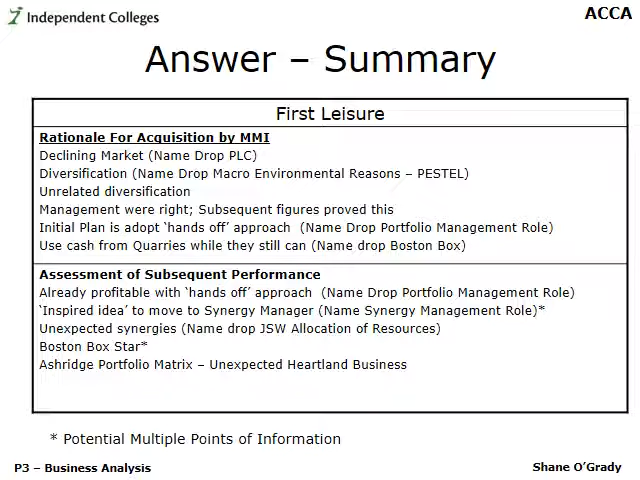 Independent Colleges
ACCA
Answer – Summary
First Leisure
Rationale For Acquisition by MMI
Declining Market (Name Drop PLC)
Diversification (Name Drop Macro Environmental Reasons – PESTEL)
Unrelated diversification
Management were right; Subsequent figures proved this
Initial Plan is adopt ‘hands off’ approach  (Name Drop Portfolio Management Role)
Use cash from Quarries while they still can (Name drop Boston Box)
Assessment of Subsequent Performance
Already profitable with ‘hands off’ approach  (Name Drop Portfolio Management Role)
‘Inspired idea’ to move to Synergy Manager (Name Synergy Management Role)*
Unexpected synergies (Name drop JSW Allocation of Resources)
Boston Box Star*
Ashridge Portfolio Matrix – Unexpected Heartland Business
* Potential Multiple Points of Information
P3 – Business Analysis
Shane O’Grady